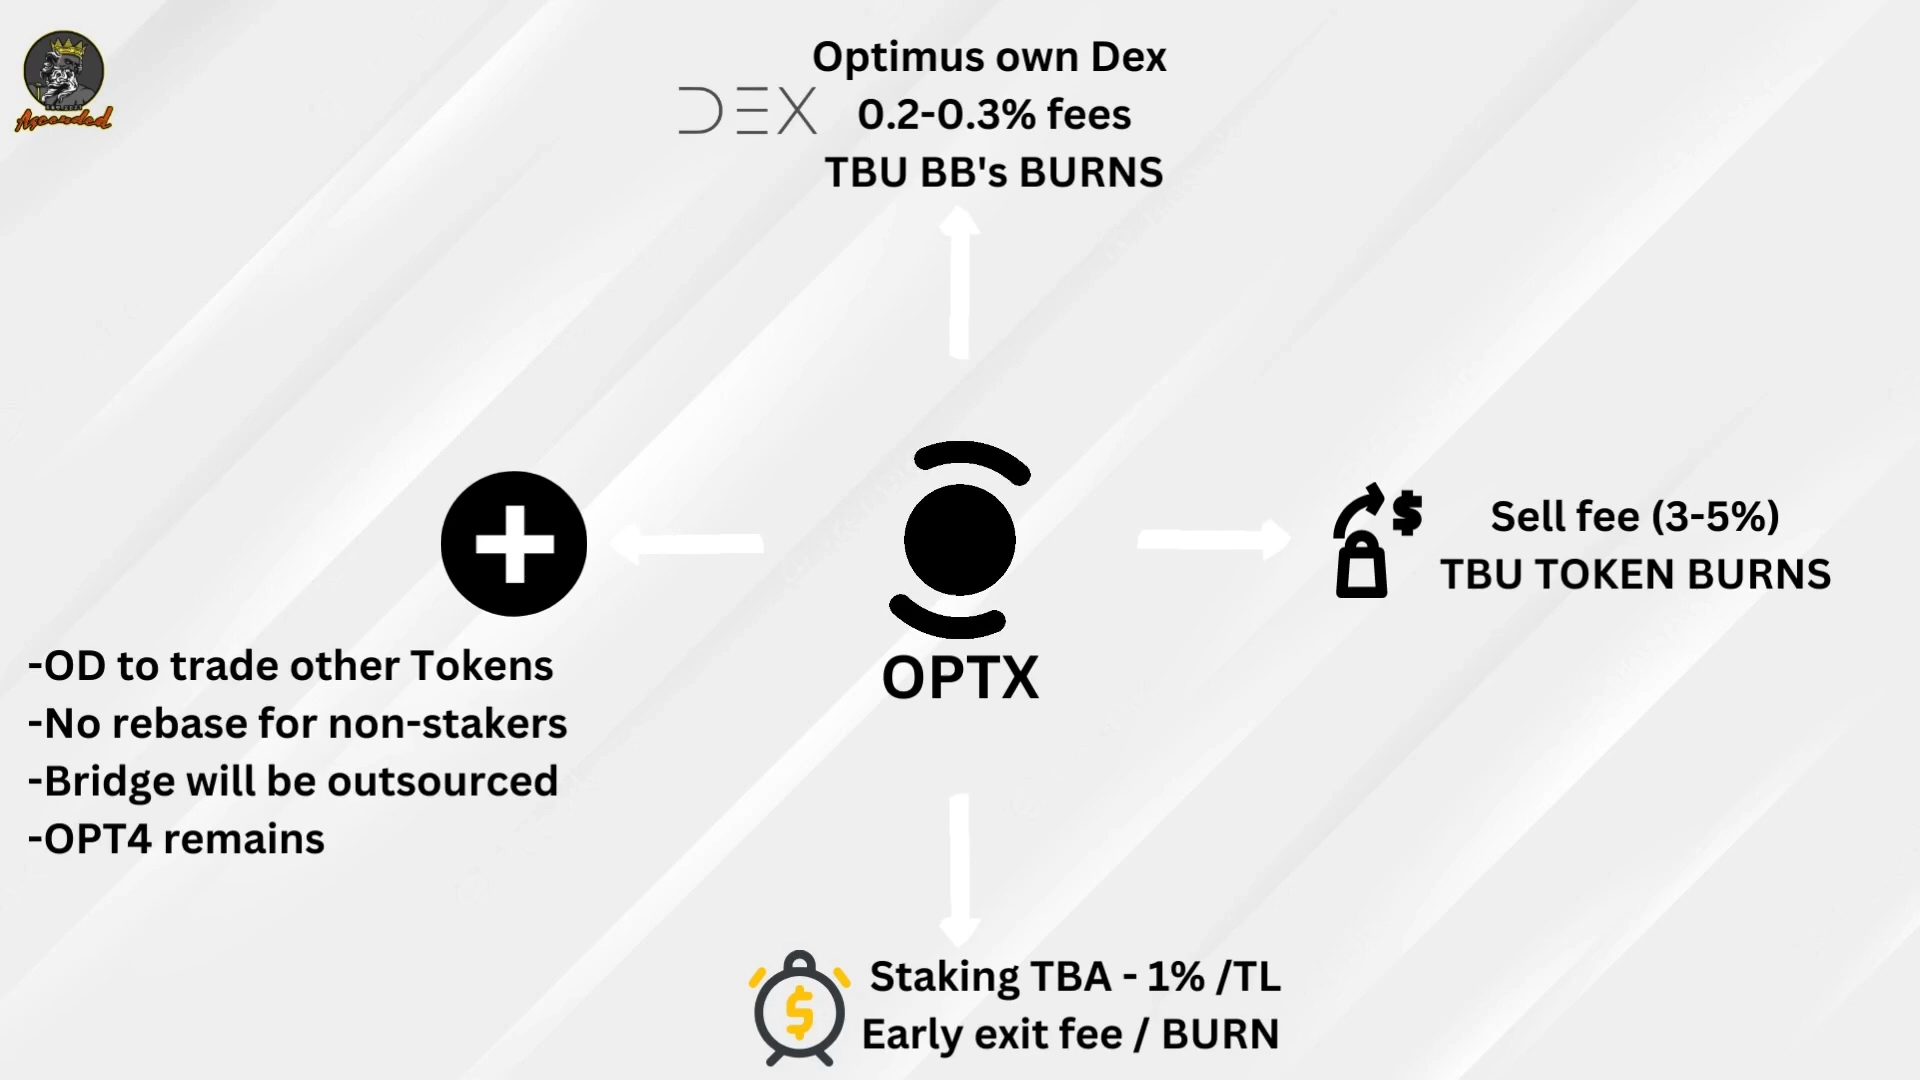 Ascended
Optimus own Dex
DEX
0.2-0.3% fees
TBU BB's BURNS
$
Sell fee (3-5%)
TBU TOKEN BURNS
OPTX
-OD to trade other Tokens
-No rebase for non-stakers
-Bridge will be outsourced
-OPT4 remains
$
Staking TBA - 1% /TL
Early exit fee / BURN